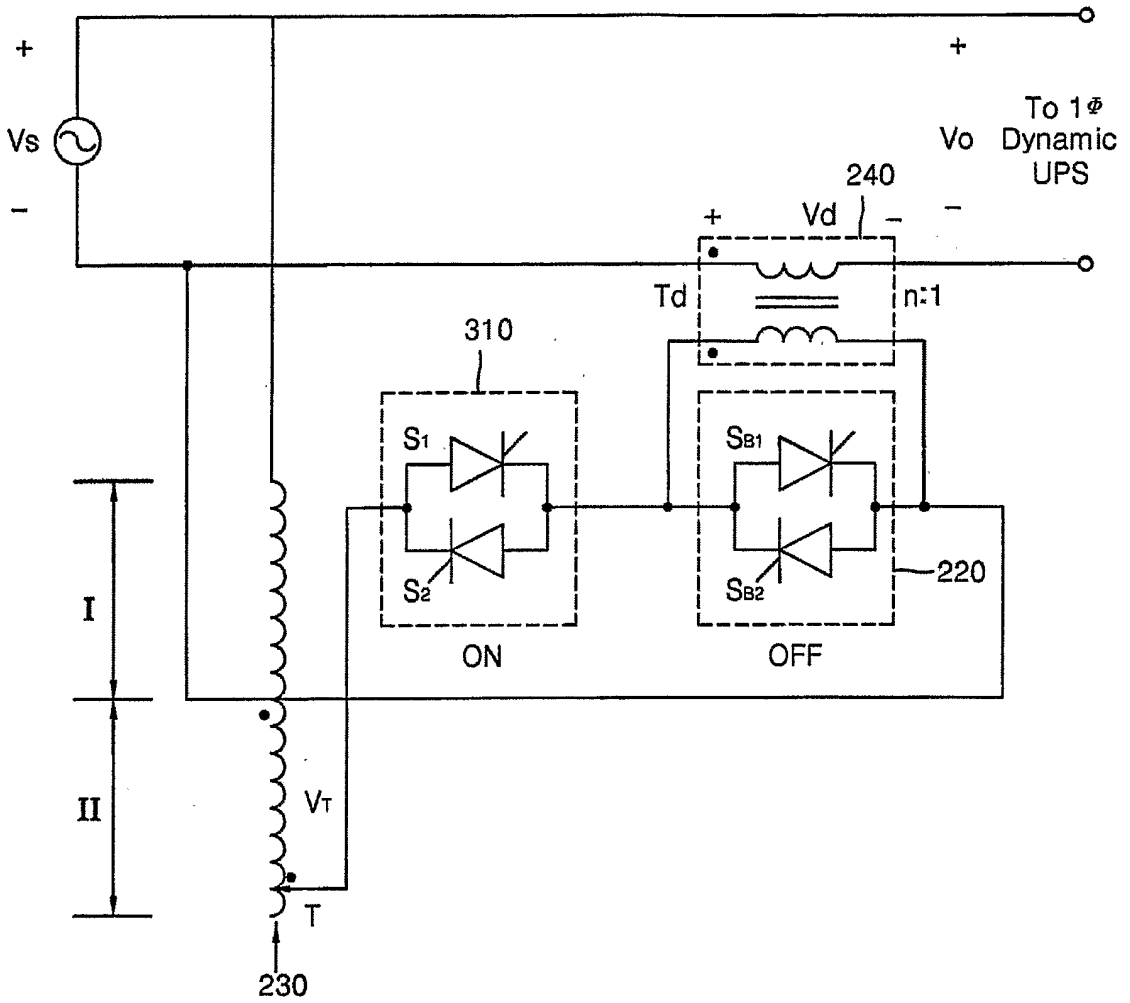 +
Vs
−
+
To 1Φ
Vo Dynamic
UPS
−
240
+ Vd −
Td
n:1
310
S1
S2
ON
SB1
SB2
OFF
220
I
II
VT
T
230